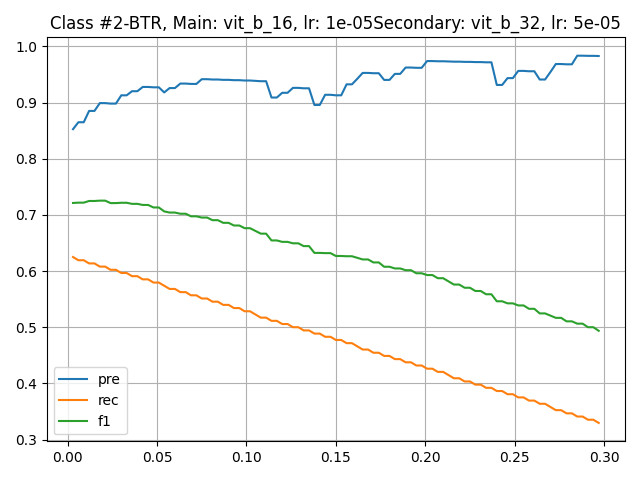 Class #2-BTR, Main: vit_b_16, lr: 1e-05Secondary: vit_b_32, lr: 5e-05
1.0
0.9
0.8
0.7
0.6
0.5
0.4
0.3
pre
rec
f1
0.00 0.05 0.10 0.15 0.20 0.25 0.30